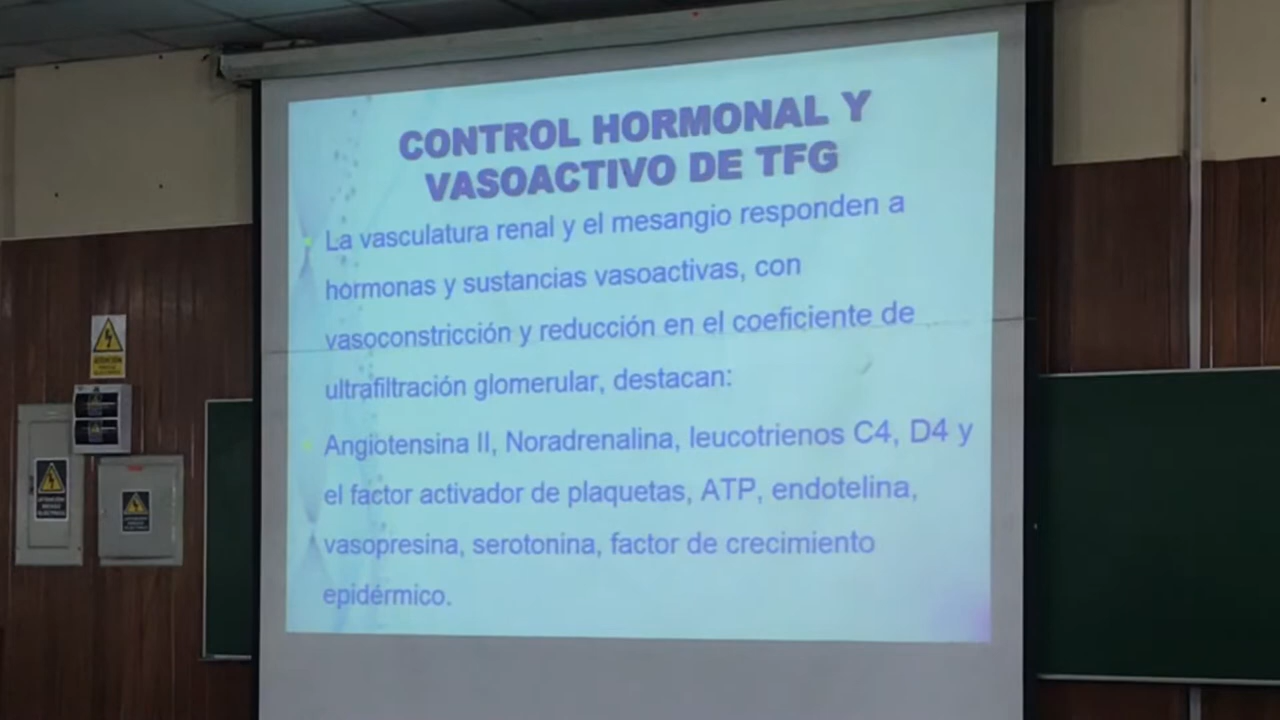 CONTROL HORMONAL Y
VASOACTIVO DE TFG
La vasculatura renal y el mesangio responden a
hormonas y sustancias vasoactivas, con
vasoconstricción y reducción en el coeficiente de
ultrafiltración glomerular, destacan:
Angiotensina II, Noradrenalina, leucotrienos C4, D4 y
el factor activador de plaquetas, ATP, endotelina,
vasopresina, serotonina, factor de crecimiento
epidérmico.